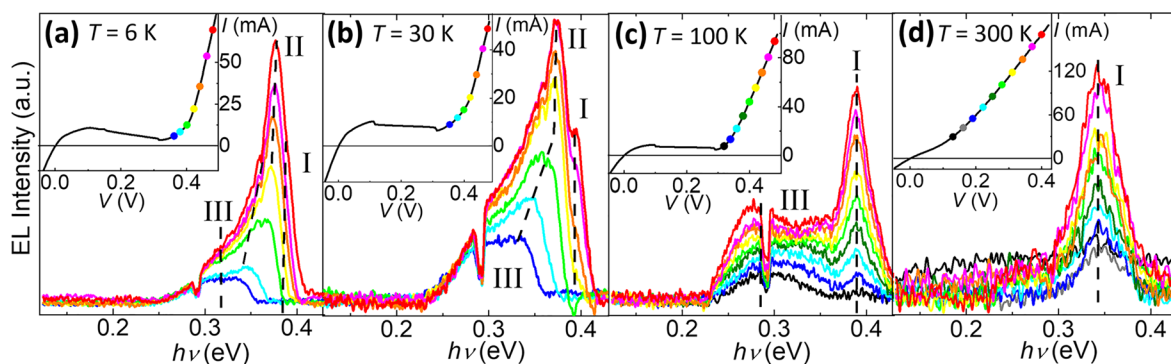 EL Intensity (a.u.)
(a) T = 6 K
I (mA)
50
25
0
0.0 0.2 0.4
V (V)
II
I
III
0.2 0.3 0.4
hν (eV)
(b) T = 30 K
I (mA)
40
20
0
0.0 0.2 0.4
V (V)
II
I
III
0.2 0.3 0.4
hν (eV)
(c) T = 100 K
I (mA)
80
40
0
0.0 0.2 0.4
V (V)
I
III
0.2 0.3 0.4
hν (eV)
(d) T = 300 K
I (mA)
120
60
0
0.0 0.2 0.4
V (V)
I
0.2 0.3 0.4
hν (eV)